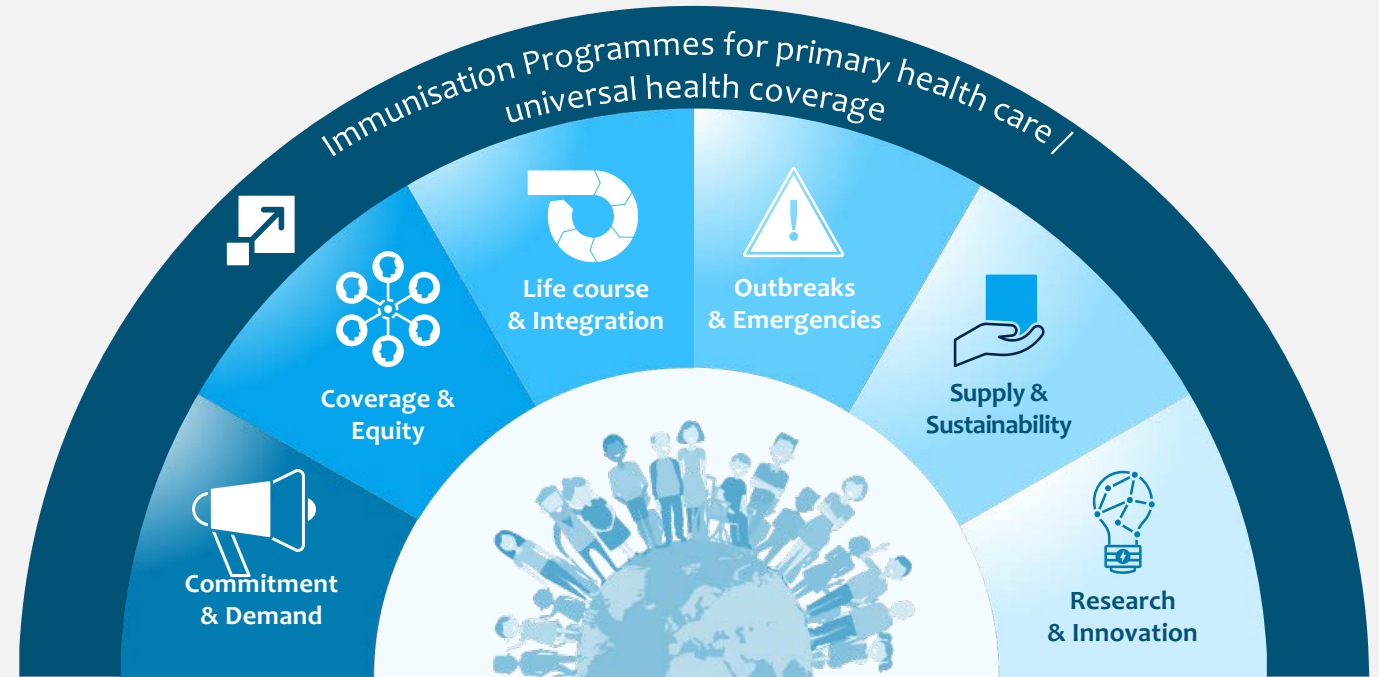 Immunisation Programmes for primary health care /
universal health coverage
Commitment
& Demand
Coverage &
Equity
Life course
& Integration
Outbreaks
& Emergencies
Supply &
Sustainability
Research
& Innovation